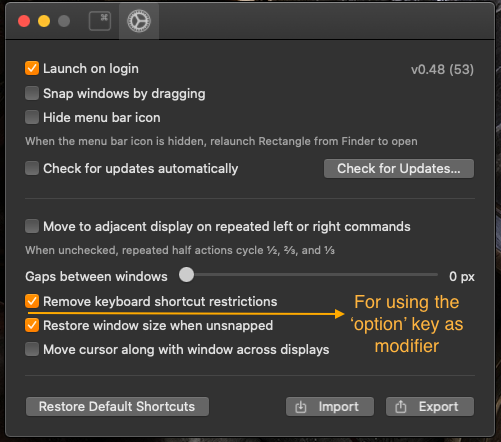 Launch on login
v0.48 (53)
Snap windows by dragging
Hide menu bar icon
When the menu bar icon is hidden, relaunch Rectangle from Finder to open
Check for updates automatically
Check for Updates...
Move to adjacent display on repeated left or right commands
When unchecked, repeated half actions cycle ½, ⅔, and ⅓
Gaps between windows
0 px
Remove keyboard shortcut restrictions
Restore window size when unsnapped
Move cursor along with window across displays
For using the
‘option’ key as
modifier
Restore Default Shortcuts
Import
Export